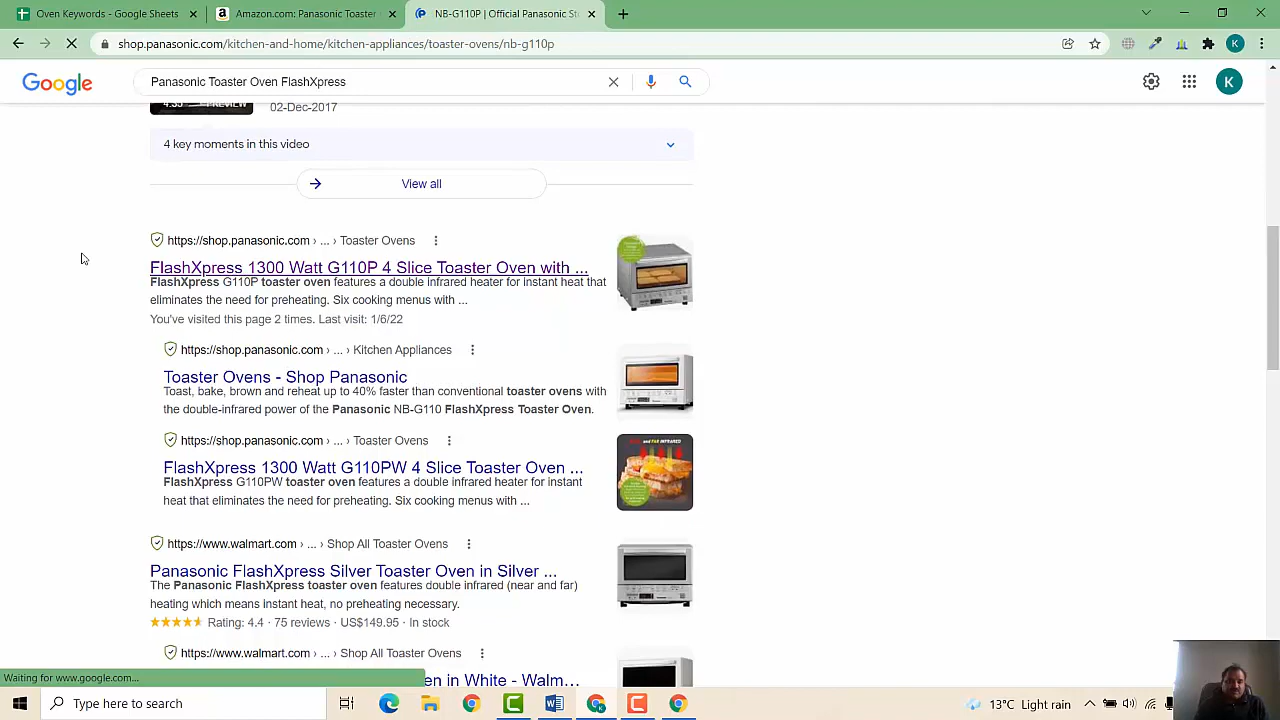 Oven Keywords - Google Sheets
Amazon.com: Panasonic Toaster
NB-G110P | Official Panasonic St
shop.panasonic.com/kitchen-and-home/kitchen-appliances/toaster-ovens/nb-g110p
K
Google
Panasonic Toaster Oven FlashXpress
K
PREVIEW
02-Dec-2017
4 key moments in this video
View all
https://shop.panasonic.com › ... › Toaster Ovens
FlashXpress 1300 Watt G110P 4 Slice Toaster Oven with ...
FlashXpress G110P toaster oven features a double infrared heater for instant heat that
eliminates the need for preheating. Six cooking menus with ...
You've visited this page 2 times. Last visit: 1/6/22
https://shop.panasonic.com › ... › Kitchen Appliances
Toaster Ovens - Shop Panasonic
Toast, bake, brown and reheat up to 40% faster than conventional toaster ovens with
the double-infrared power of the Panasonic NB-G110 FlashXpress Toaster Oven.
https://shop.panasonic.com › ... › Toaster Ovens
FlashXpress 1300 Watt G110PW 4 Slice Toaster Oven ...
FlashXpress G110PW toaster oven features a double infrared heater for instant
heat that eliminates the need for preheating. Six cooking menus with ...
and FAR INFRARED
https://www.walmart.com › ... › Shop All Toaster Ovens
Panasonic FlashXpress Silver Toaster Oven in Silver ...
The Panasonic FlashXpress toaster oven features double infrared (near and far)
heating which means instant heat, no preheating necessary.
Rating: 4.4 · 75 reviews · US$149.95 · In stock
https://www.walmart.com › ... › Shop All Toaster Ovens
en in White - Walm...
Waiting for www.google.com...
Type here to search
13°C Light rain